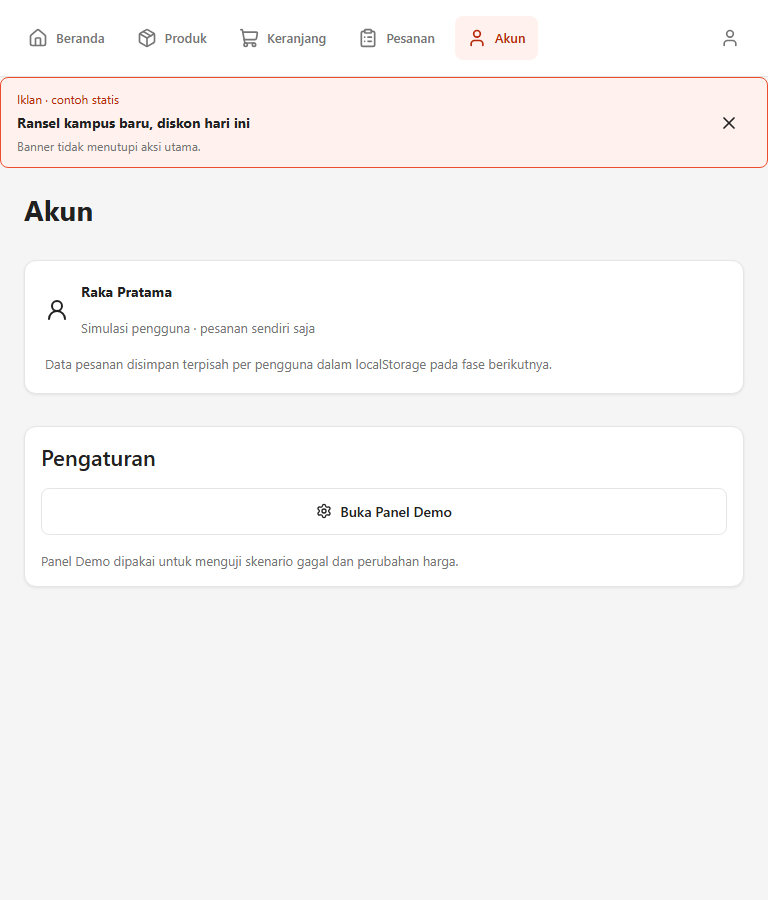 Beranda
Produk
Keranjang
Pesanan
Akun
Iklan · contoh statis
Ransel kampus baru, diskon hari ini
Banner tidak menutupi aksi utama.
Akun
Raka Pratama
Simulasi pengguna · pesanan sendiri saja
Data pesanan disimpan terpisah per pengguna dalam localStorage pada fase berikutnya.
Pengaturan
Buka Panel Demo
Panel Demo dipakai untuk menguji skenario gagal dan perubahan harga.